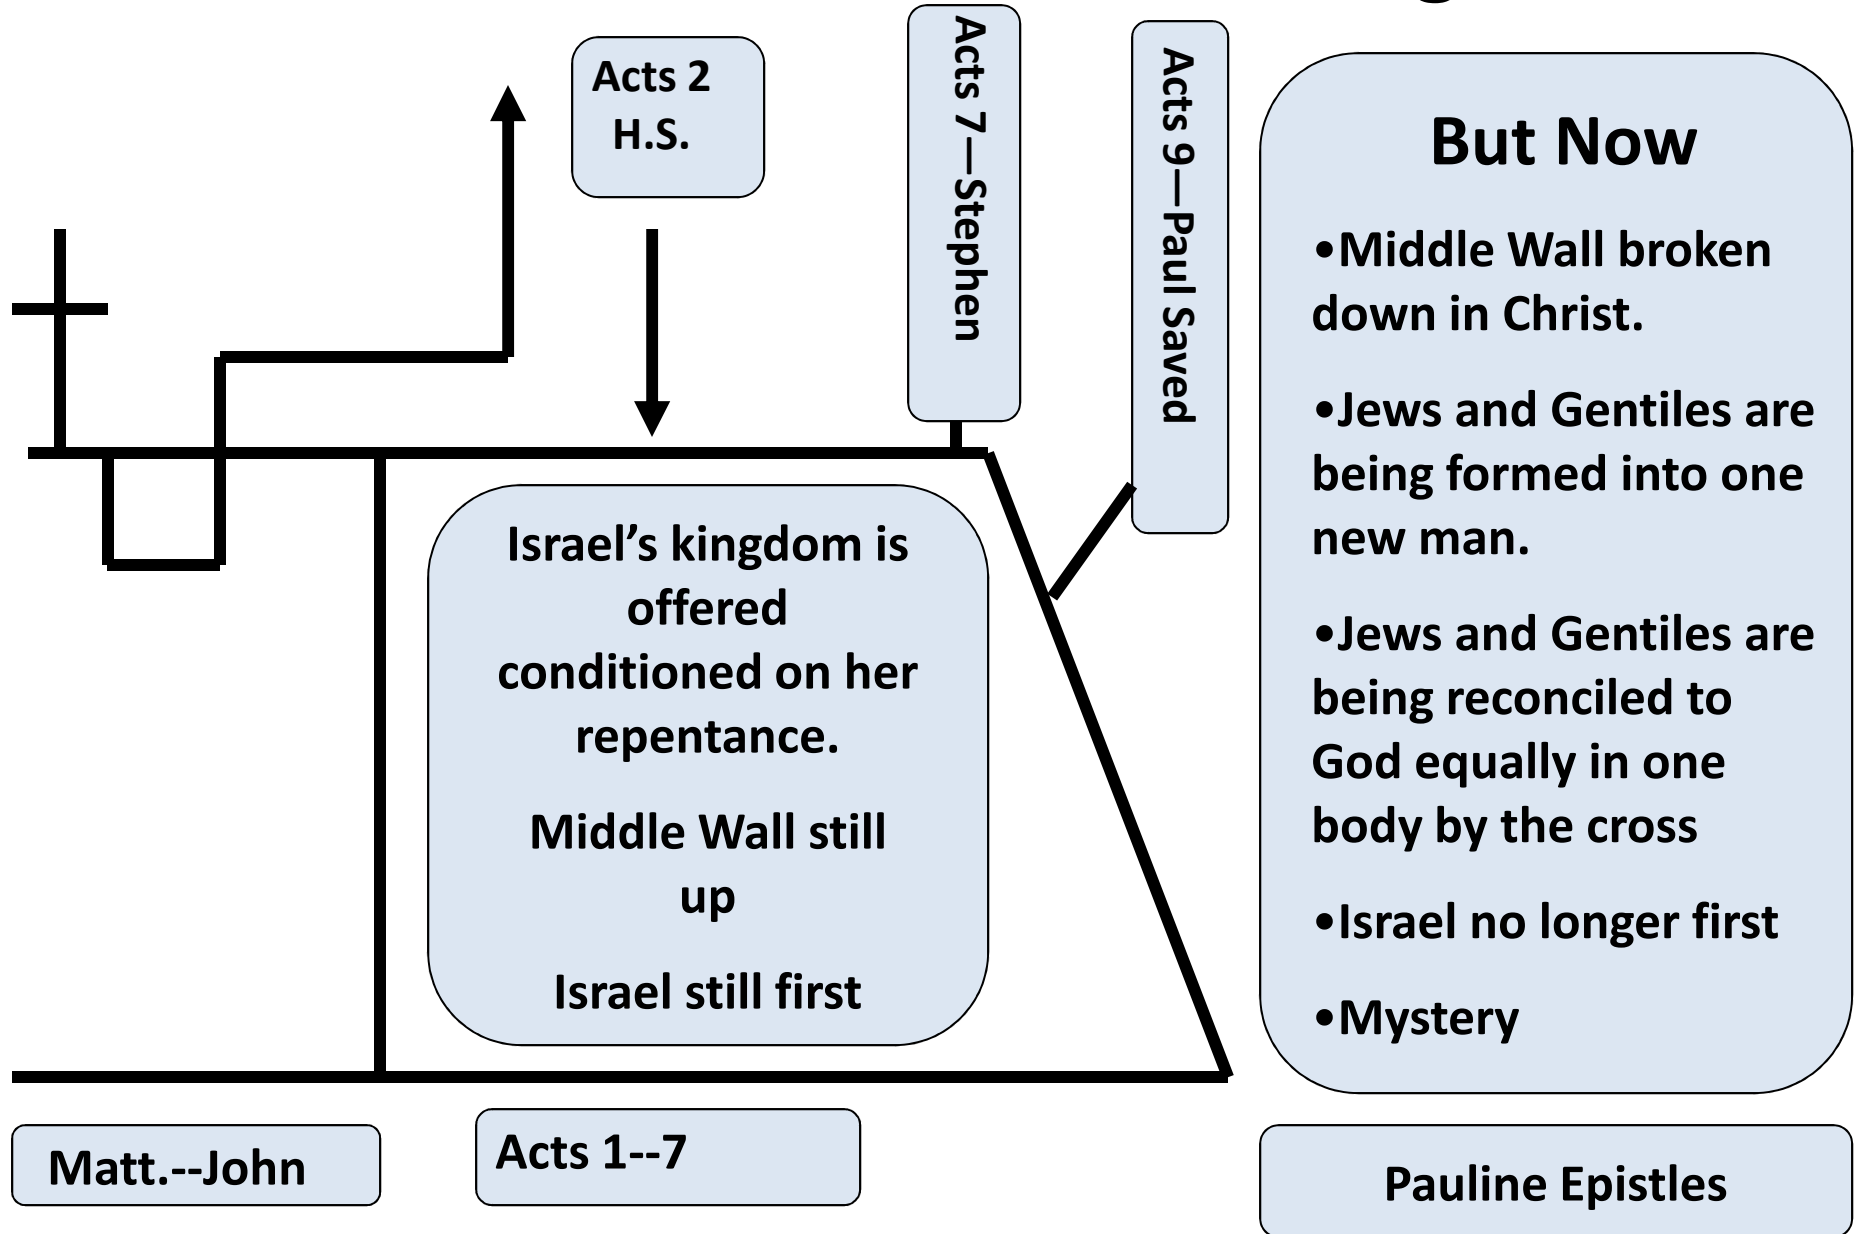 Acts 2
H.S.
Acts 7—Stephen
Acts 9—Paul Saved
But Now
•Middle Wall broken
down in Christ.
•Jews and Gentiles are
being formed into one
new man.
•Jews and Gentiles are
being reconciled to
God equally in one
body by the cross
•Israel no longer first
•Mystery
Israel’s kingdom is
offered
conditioned on her
repentance.
Middle Wall still
up
Israel still first
Matt.--John
Acts 1--7
Pauline Epistles